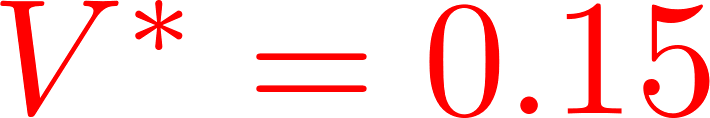 V* = 0.15